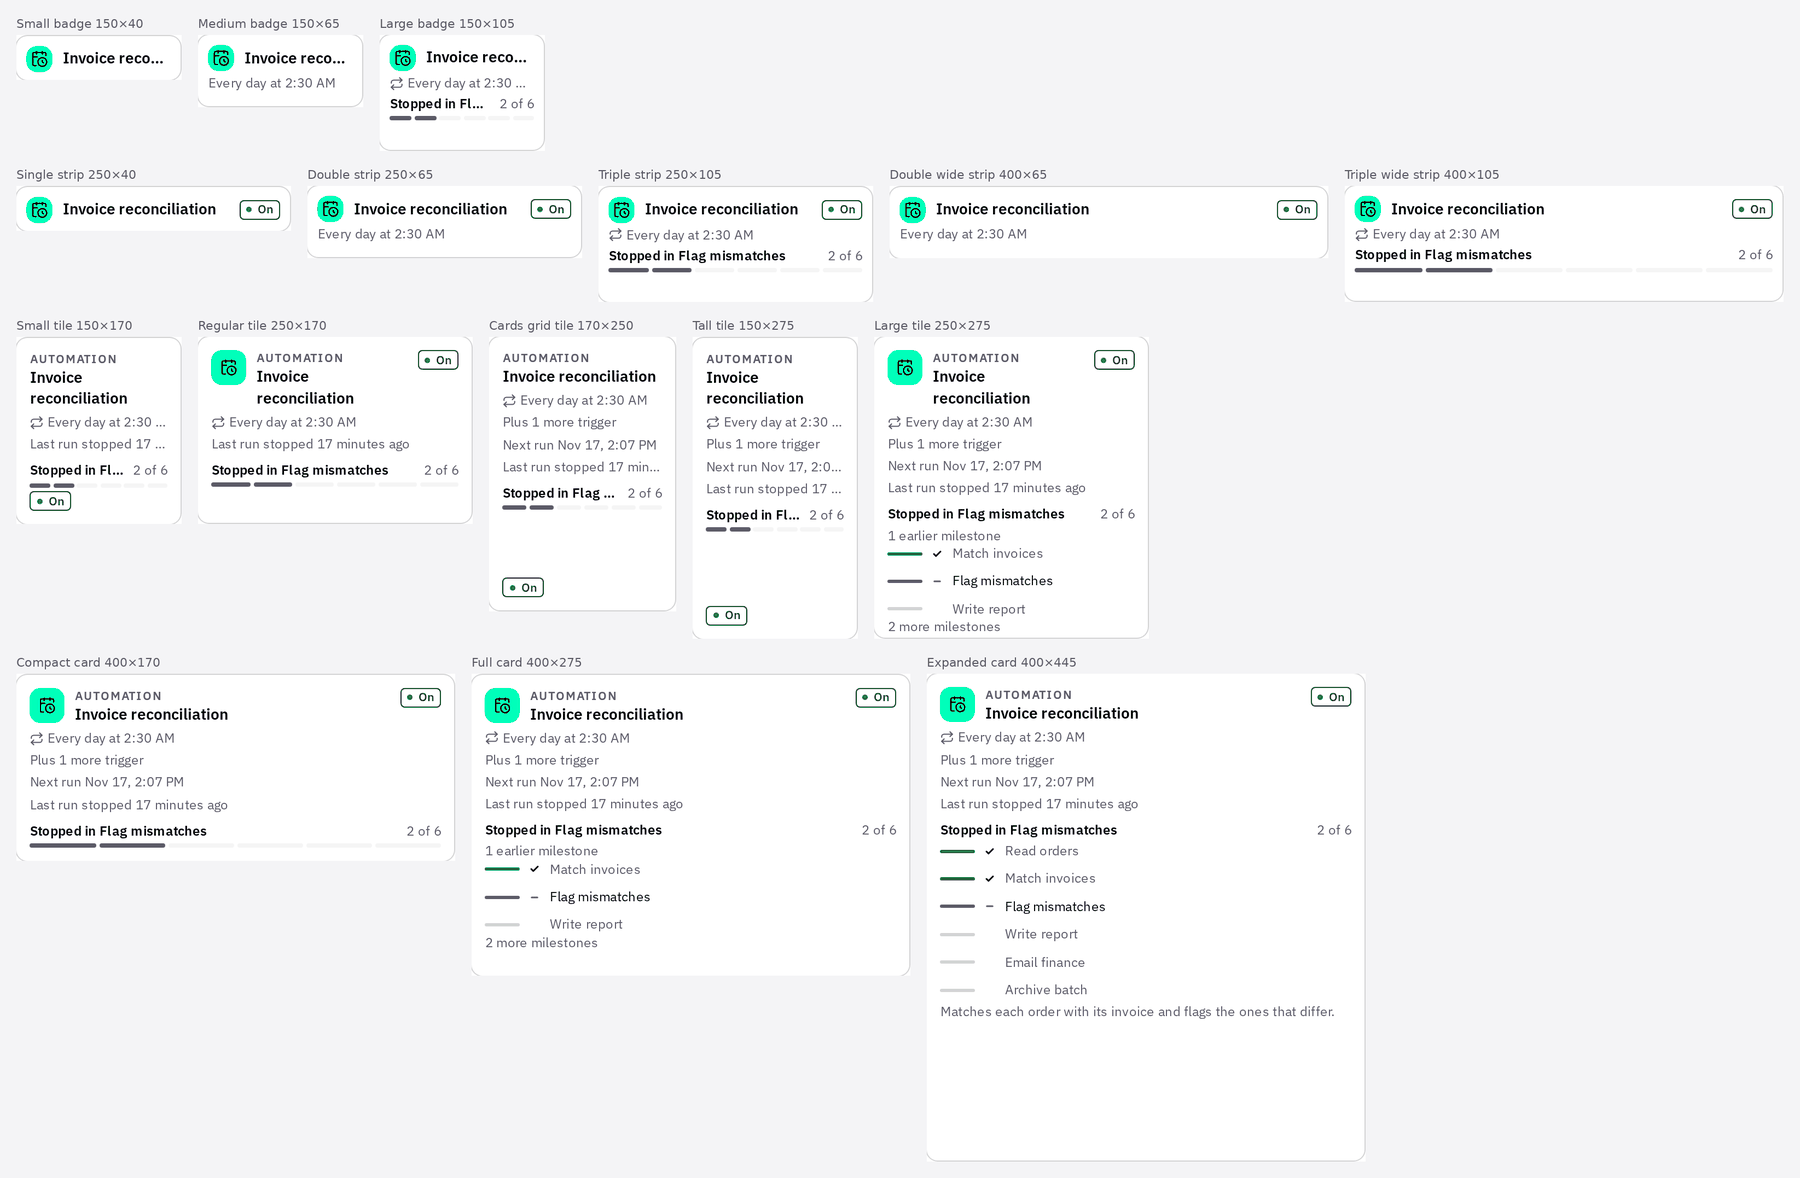 Small badge 150×40
Medium badge 150×65
Large badge 150×105
Invoice reco...
Invoice reco...
Every day at 2:30 AM
Invoice reco...
Every day at 2:30 ...
Stopped in Fl... 2 of 6
Single strip 250×40
Double strip 250×65
Triple strip 250×105
Double wide strip 400×65
Triple wide strip 400×105
Invoice reconciliation On
Invoice reconciliation On
Every day at 2:30 AM
Invoice reconciliation On
Every day at 2:30 AM
Stopped in Flag mismatches 2 of 6
Invoice reconciliation On
Every day at 2:30 AM
Invoice reconciliation On
Every day at 2:30 AM
Stopped in Flag mismatches 2 of 6
Small tile 150×170
Regular tile 250×170
Cards grid tile 170×250
Tall tile 150×275
Large tile 250×275
AUTOMATION
Invoice
reconciliation
Every day at 2:30 ...
Last run stopped 17 ...
Stopped in Fl... 2 of 6
On
AUTOMATION On
Invoice
reconciliation
Every day at 2:30 AM
Last run stopped 17 minutes ago
Stopped in Flag mismatches 2 of 6
AUTOMATION
Invoice reconciliation
Every day at 2:30 AM
Plus 1 more trigger
Next run Nov 17, 2:07 PM
Last run stopped 17 min...
Stopped in Flag ... 2 of 6
On
AUTOMATION
Invoice
reconciliation
Every day at 2:30 ...
Plus 1 more trigger
Next run Nov 17, 2:0...
Last run stopped 17 ...
Stopped in Fl... 2 of 6
On
AUTOMATION On
Invoice
reconciliation
Every day at 2:30 AM
Plus 1 more trigger
Next run Nov 17, 2:07 PM
Last run stopped 17 minutes ago
Stopped in Flag mismatches 2 of 6
1 earlier milestone
Match invoices
Flag mismatches
Write report
2 more milestones
Compact card 400×170
Full card 400×275
Expanded card 400×445
AUTOMATION On
Invoice reconciliation
Every day at 2:30 AM
Plus 1 more trigger
Next run Nov 17, 2:07 PM
Last run stopped 17 minutes ago
Stopped in Flag mismatches 2 of 6
AUTOMATION On
Invoice reconciliation
Every day at 2:30 AM
Plus 1 more trigger
Next run Nov 17, 2:07 PM
Last run stopped 17 minutes ago
Stopped in Flag mismatches 2 of 6
1 earlier milestone
Match invoices
Flag mismatches
Write report
2 more milestones
AUTOMATION On
Invoice reconciliation
Every day at 2:30 AM
Plus 1 more trigger
Next run Nov 17, 2:07 PM
Last run stopped 17 minutes ago
Stopped in Flag mismatches 2 of 6
Read orders
Match invoices
Flag mismatches
Write report
Email finance
Archive batch
Matches each order with its invoice and flags the ones that differ.